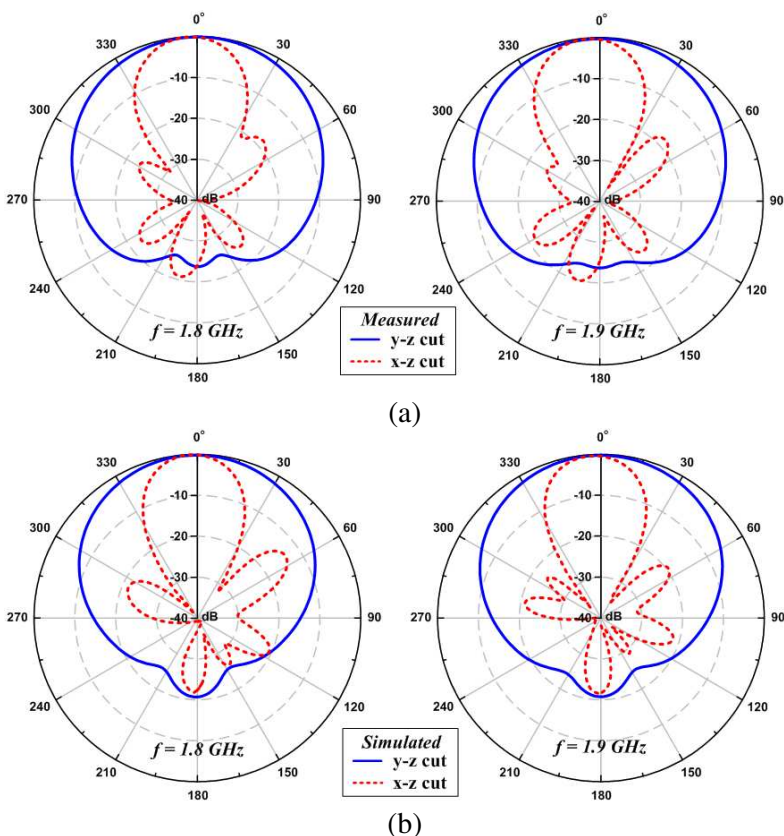 0°
330 30
-10
300 60
-20
-30
270 -40 dB 90
240 120
f = 1.8 GHz
210 150
180
0°
330 30
-10
300 60
-20
-30
270 -40 dB 90
240 120
f = 1.9 GHz
210 150
180
Measured
y-z cut
x-z cut
(a)
0°
330 30
-10
300 60
-20
-30
270 -40 dB 90
240 120
f = 1.8 GHz
210 150
180
0°
330 30
-10
300 60
-20
-30
270 -40 dB 90
240 120
f = 1.9 GHz
210 150
180
Simulated
y-z cut
x-z cut
(b)